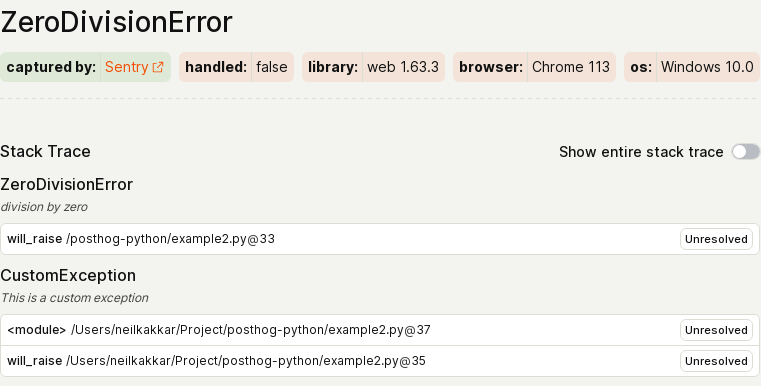 ZeroDivisionError
captured by: Sentry handled: false library: web 1.63.3 browser: Chrome 113 os: Windows 10.0
Stack Trace Show entire stack trace
ZeroDivisionError
division by zero
will_raise /posthog-python/example2.py@33 Unresolved
CustomException
This is a custom exception
<module> /Users/neilkakkar/Project/posthog-python/example2.py@37 Unresolved
will_raise /Users/neilkakkar/Project/posthog-python/example2.py@35 Unresolved